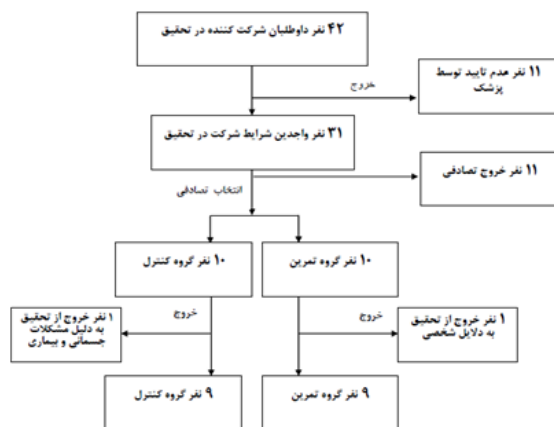 ۴۲ نفر داوطلبان شرکت کننده در تحقیق
خروج
۱۱ نفر عدم تایید توسط
پزشک
۳۱ نفر واجدین شرایط شرکت در تحقیق
۱۱ نفر خروج تصادفی
انتخاب تصادفی
۱۰ نفر گروه تمرین
۱۰ نفر گروه کنترل
خروج
۱ نفر خروج از تحقیق
به دلایل شخصی
خروج
۱ نفر خروج از تحقیق
به دلیل مشکلات
جسمانی و بیماری
۹ نفر گروه تمرین
۹ نفر گروه کنترل